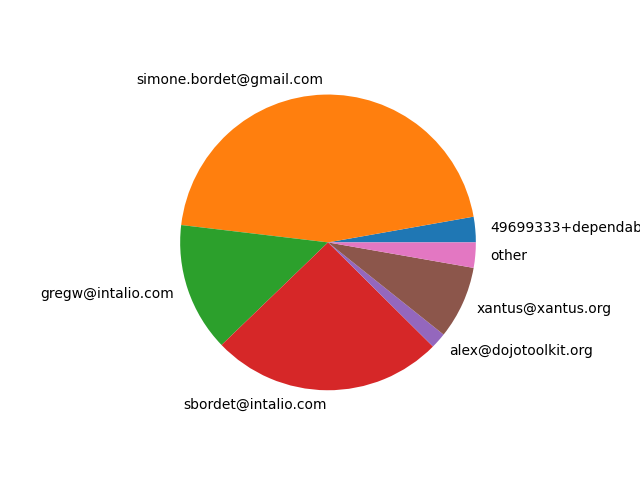 simone.bordet@gmail.com
49699333+dependab
other
gregw@intalio.com
xantus@xantus.org
alex@dojotoolkit.org
sbordet@intalio.com